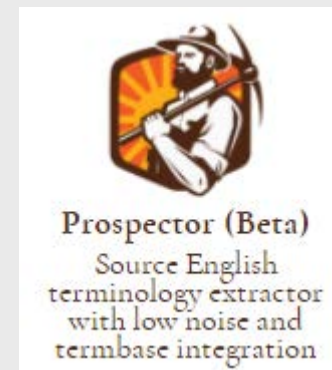 Prospector (Beta)
Source English
terminology extractor
with low noise and
termbase integration